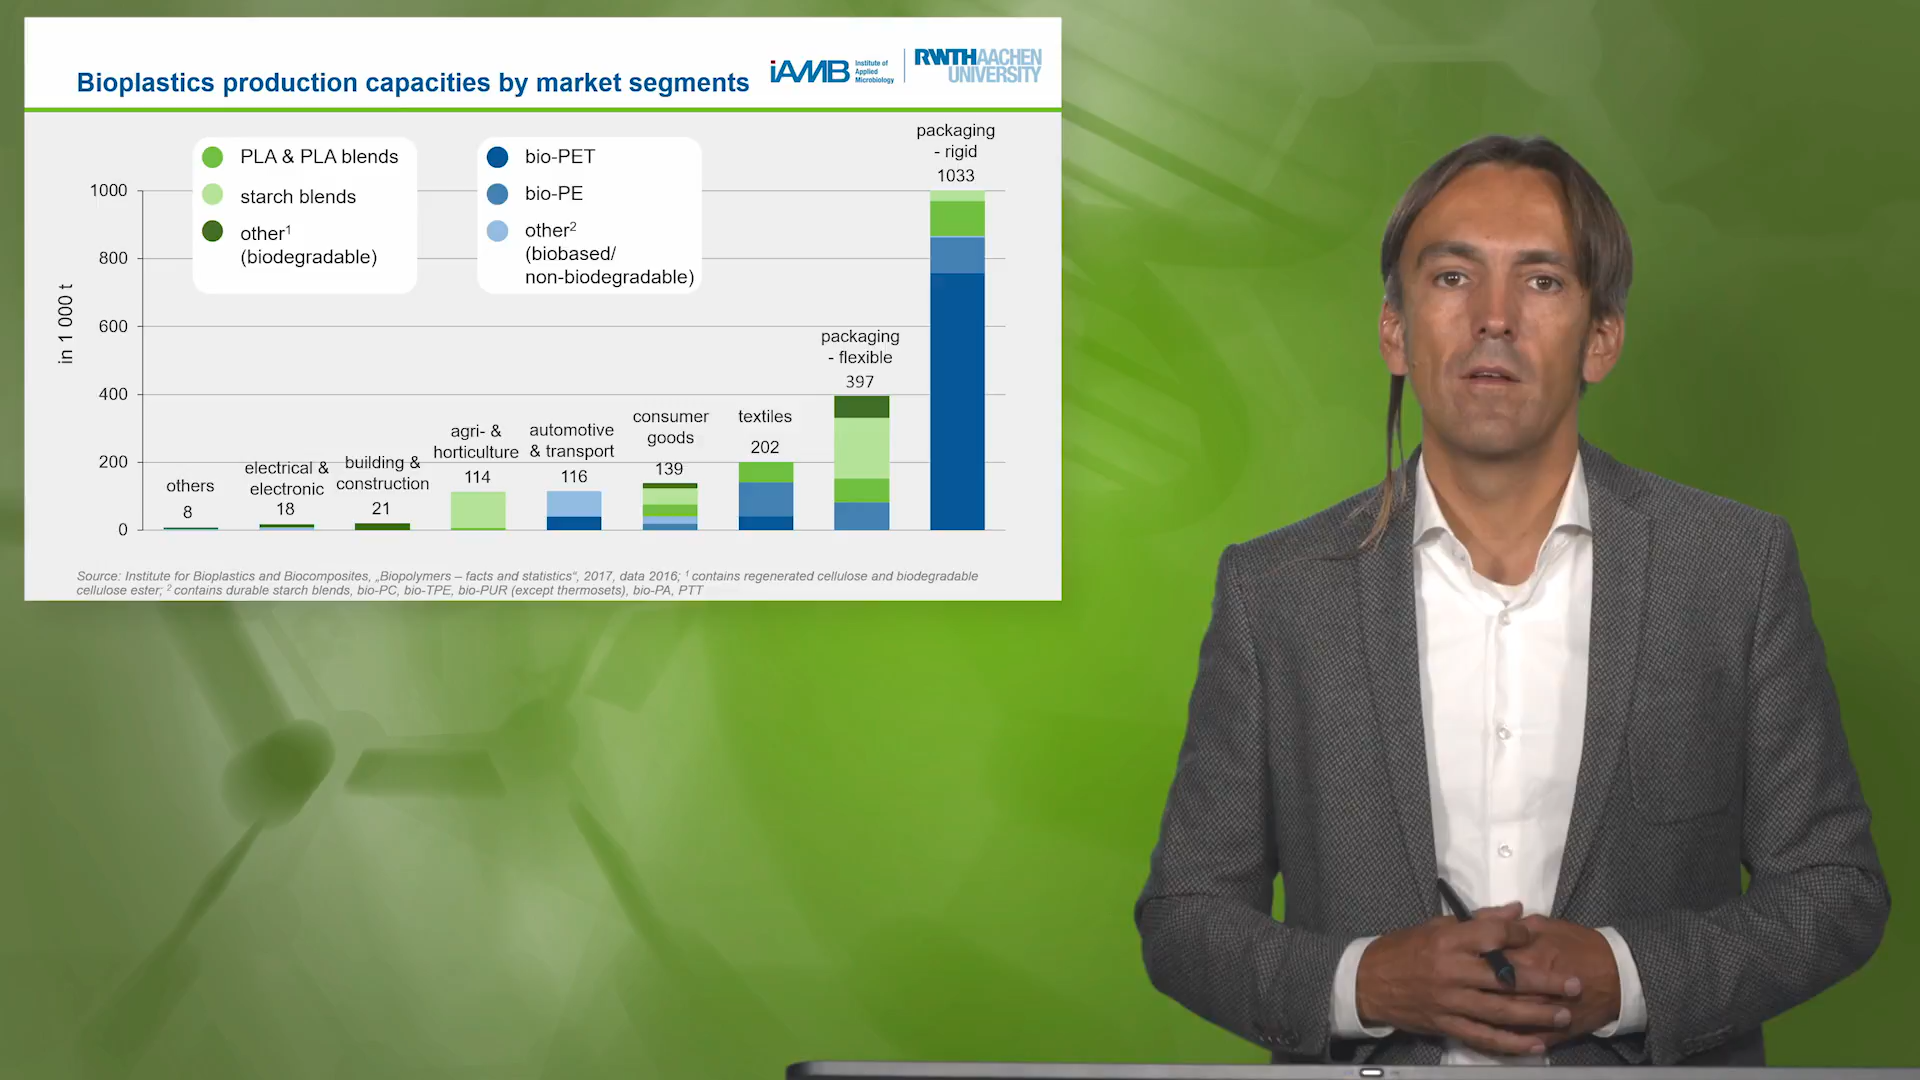 Bioplastics production capacities by market segments
iAMB Institute of
Applied
Microbiology
RWTHAACHEN
UNIVERSITY
PLA & PLA blends
starch blends
other¹
(biodegradable)
bio-PET
bio-PE
other²
(biobased/
non-biodegradable)
in 1 000 t
1000
800
600
400
200
0
others
8
electrical &
electronic
18
building &
construction
21
agri- &
horticulture
114
automotive
& transport
116
consumer
goods
139
textiles
202
packaging
- flexible
397
packaging
- rigid
1033
Source: Institute for Bioplastics and Biocomposites, „Biopolymers – facts and statistics“, 2017, data 2016; ¹ contains regenerated cellulose and biodegradable
cellulose ester; ² contains durable starch blends, bio-PC, bio-TPE, bio-PUR (except thermosets), bio-PA, PTT